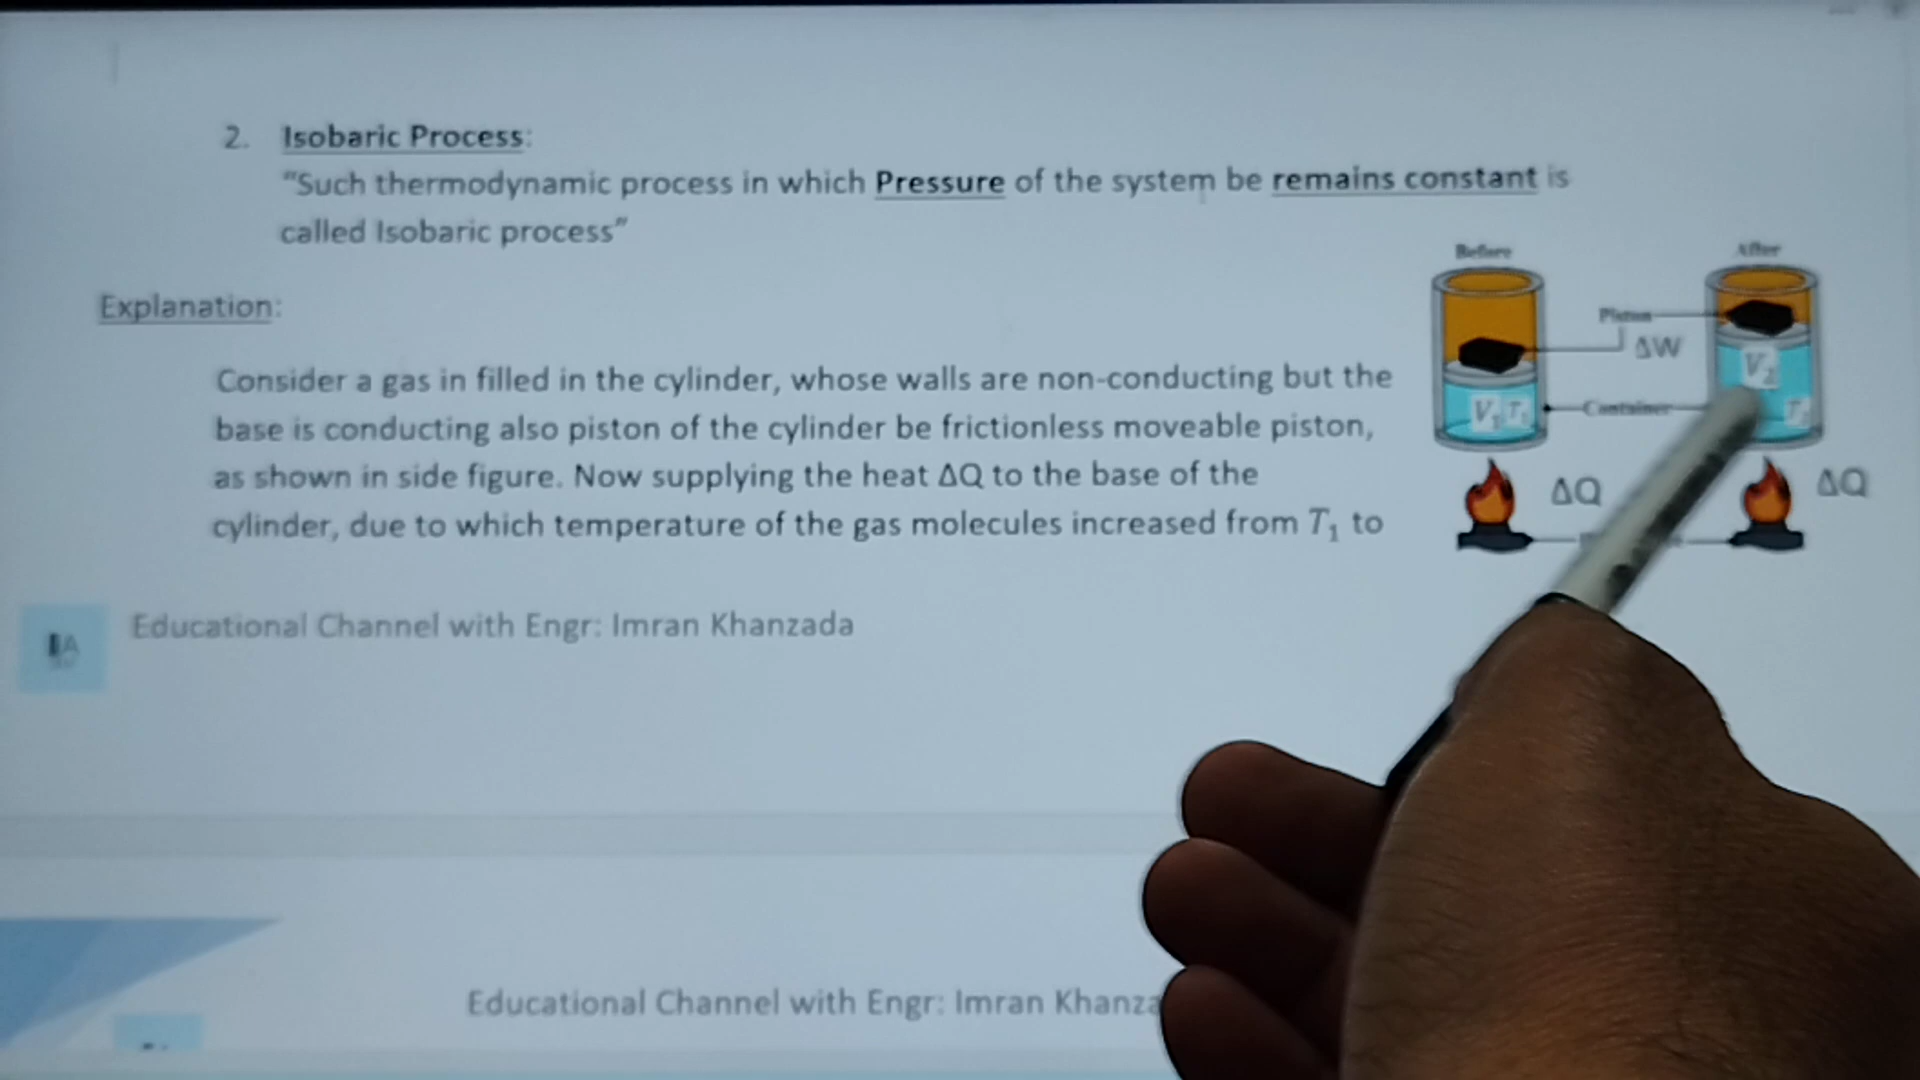 2. Isobaric Process:
"Such thermodynamic process in which Pressure of the system be remains constant is
called Isobaric process"
Before
After
Explanation:
Piston
ΔW
V₂
Consider a gas in filled in the cylinder, whose walls are non-conducting but the
V₁ T₁
Container
base is conducting also piston of the cylinder be frictionless moveable piston,
as shown in side figure. Now supplying the heat ΔQ to the base of the
ΔQ
ΔQ
cylinder, due to which temperature of the gas molecules increased from T₁ to
Educational Channel with Engr: Imran Khanzada
Educational Channel with Engr: Imran